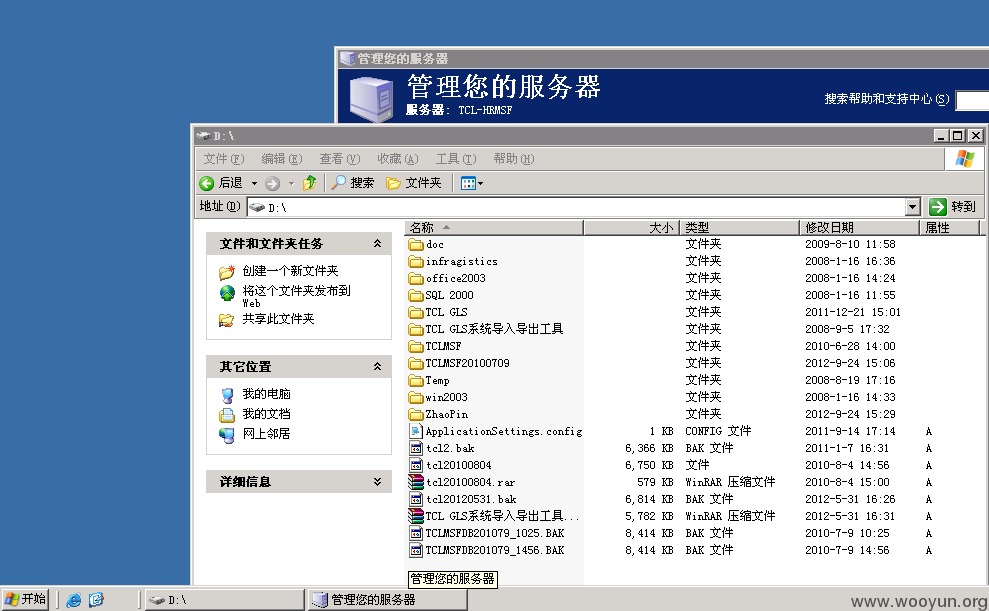 管理您的服务器
管理您的服务器
服务器: TCL-HRMSF
搜索帮助和支持中心(S)
D:\
文件(F) 编辑(E) 查看(V) 收藏(A) 工具(T) 帮助(H)
后退 搜索 文件夹
地址(D) D:\ 转到
文件和文件夹任务
创建一个新文件夹
将这个文件夹发布到
Web
共享此文件夹
其它位置
我的电脑
我的文档
网上邻居
详细信息
名称 大小 类型 修改日期 属性
doc 文件夹 2009-8-10 11:58
infragistics 文件夹 2008-1-16 16:36
office2003 文件夹 2008-1-16 14:24
SQL 2000 文件夹 2008-1-16 11:55
TCL GLS 文件夹 2011-12-21 15:01
TCL GLS系统导入导出工具 文件夹 2008-9-5 17:32
TCLMSF 文件夹 2010-6-28 14:00
TCLMSF20100709 文件夹 2012-9-24 15:06
Temp 文件夹 2008-8-19 17:16
win2003 文件夹 2008-1-16 14:33
ZhaoPin 文件夹 2012-9-24 15:29
ApplicationSettings.config 1 KB CONFIG 文件 2011-9-14 17:14 A
tcl2.bak 6,366 KB BAK 文件 2011-1-7 16:31 A
tcl20100804 6,750 KB 文件 2010-8-4 14:56 A
tcl20100804.rar 579 KB WinRAR 压缩文件 2010-8-4 15:00 A
tcl20120531.bak 6,814 KB BAK 文件 2012-5-31 16:26 A
TCL GLS系统导入导出工具... 5,782 KB WinRAR 压缩文件 2012-5-31 16:31 A
TCLMSFDB201079_1025.BAK 8,414 KB BAK 文件 2010-7-9 10:25 A
TCLMSFDB201079_1456.BAK 8,414 KB BAK 文件 2010-7-9 14:56 A
管理您的服务器
开始 D:\ 管理您的服务器
www.wooyun.org